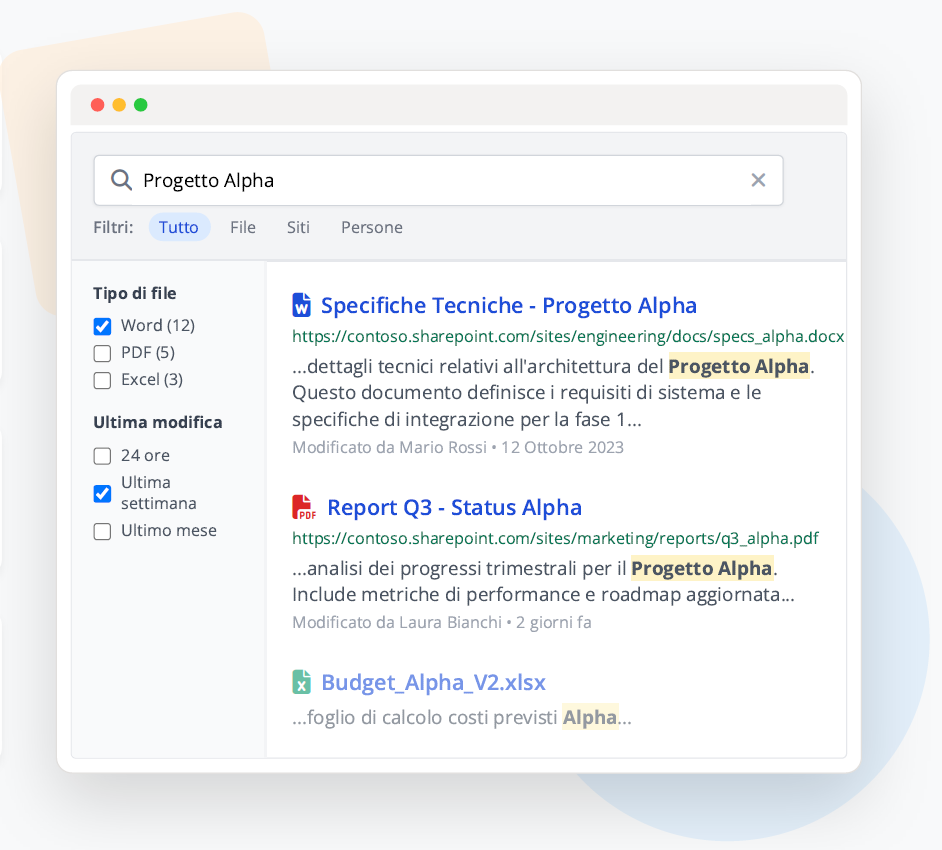 Progetto Alpha
Filtri: Tutto File Siti Persone
Tipo di file
Word (12)
PDF (5)
Excel (3)
Ultima modifica
24 ore
Ultima
settimana
Ultimo mese
Specifiche Tecniche - Progetto Alpha
https://contoso.sharepoint.com/sites/engineering/docs/specs_alpha.docx
...dettagli tecnici relativi all'architettura del Progetto Alpha.
Questo documento definisce i requisiti di sistema e le
specifiche di integrazione per la fase 1...
Modificato da Mario Rossi • 12 Ottobre 2023
PDF Report Q3 - Status Alpha
https://contoso.sharepoint.com/sites/marketing/reports/q3_alpha.pdf
...analisi dei progressi trimestrali per il Progetto Alpha.
Include metriche di performance e roadmap aggiornata...
Modificato da Laura Bianchi • 2 giorni fa
Budget_Alpha_V2.xlsx
...foglio di calcolo costi previsti Alpha...